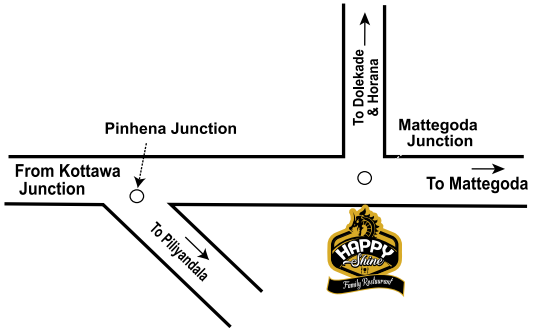 To Dolekade
& Horana
Pinhena Junction
Mattegoda
Junction
From Kottawa
Junction
To Mattegoda
To Piliyandala
HAPPY
Shine
Family Restaurant